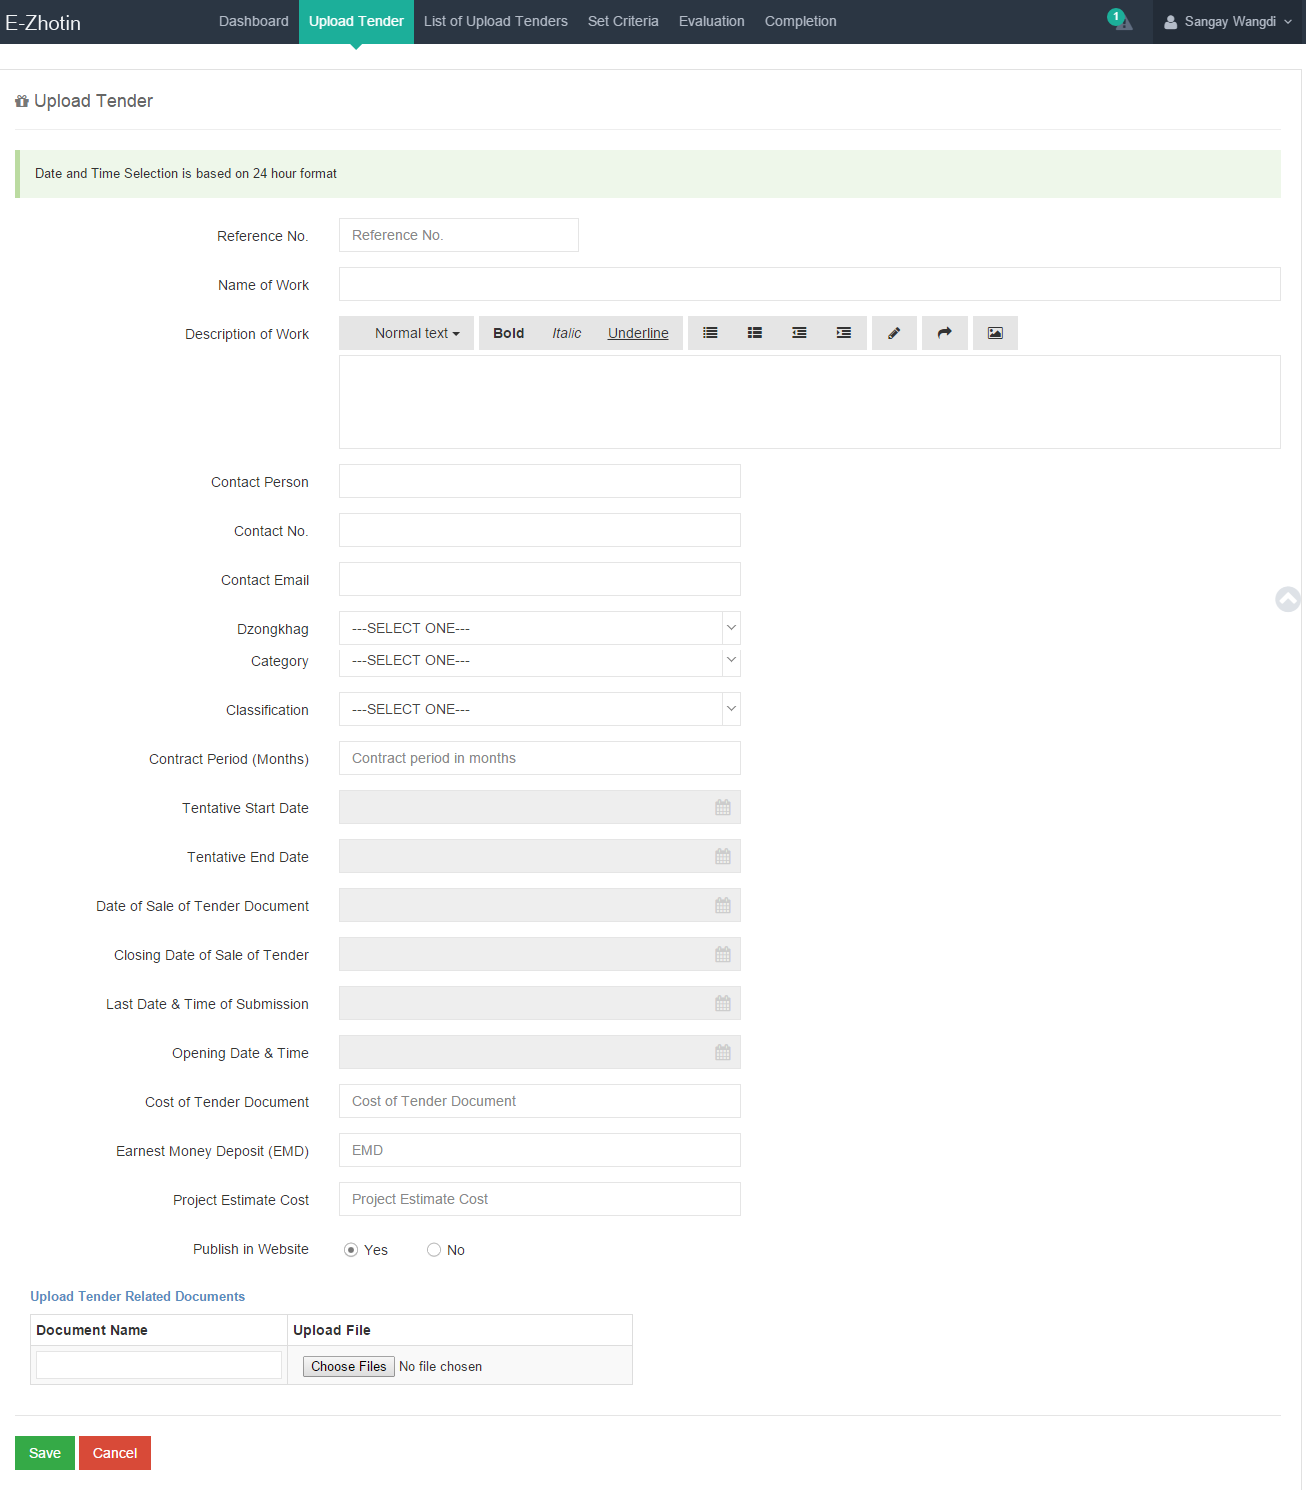 E-Zhotin Dashboard Upload Tender List of Upload Tenders Set Criteria Evaluation Completion 1 Sangay Wangdi
Upload Tender
Date and Time Selection is based on 24 hour format
Reference No. Reference No.
Name of Work
Description of Work Normal text Bold Italic Underline
Contact Person
Contact No.
Contact Email
Dzongkhag ---SELECT ONE---
Category ---SELECT ONE---
Classification ---SELECT ONE---
Contract Period (Months) Contract period in months
Tentative Start Date
Tentative End Date
Date of Sale of Tender Document
Closing Date of Sale of Tender
Last Date & Time of Submission
Opening Date & Time
Cost of Tender Document Cost of Tender Document
Earnest Money Deposit (EMD) EMD
Project Estimate Cost Project Estimate Cost
Publish in Website Yes No
Upload Tender Related Documents
Document Name Upload File
Choose Files No file chosen
Save Cancel